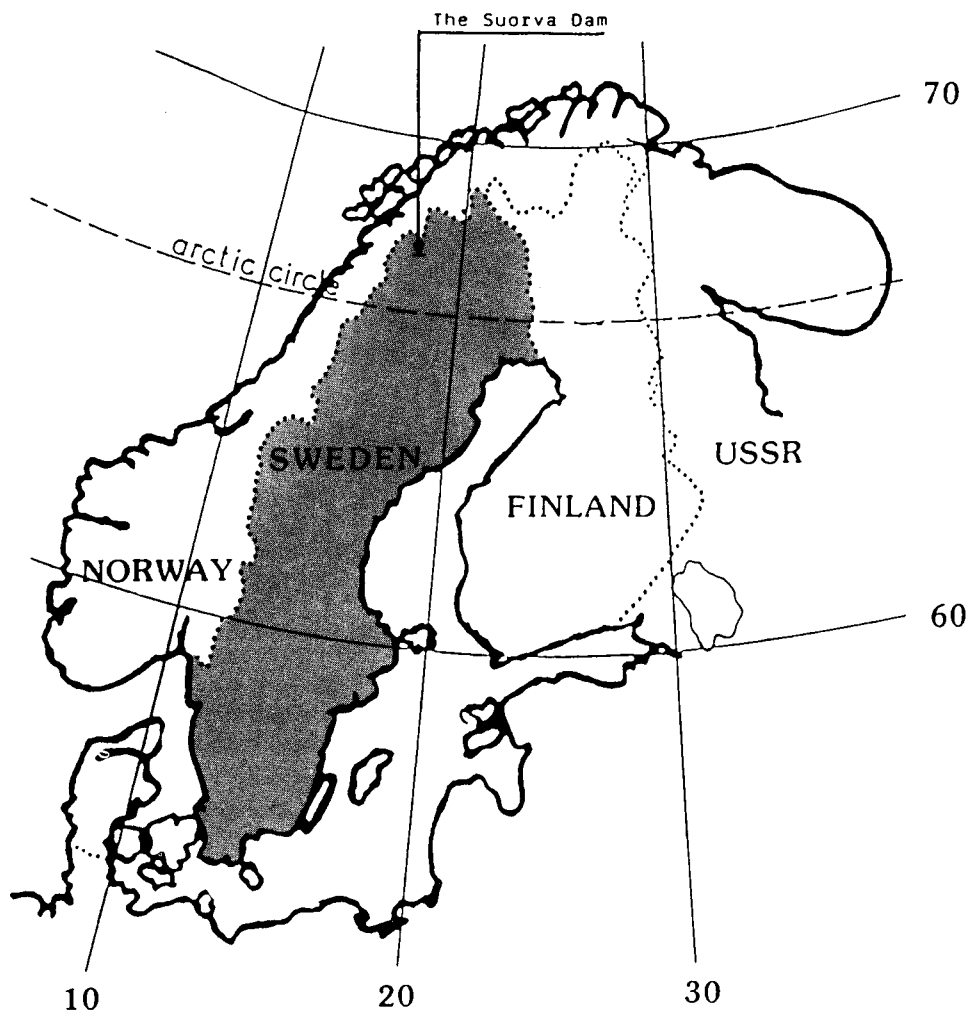 The Suorva Dam
70
arctic circle
SWEDEN
USSR
FINLAND
NORWAY
60
10
20
30